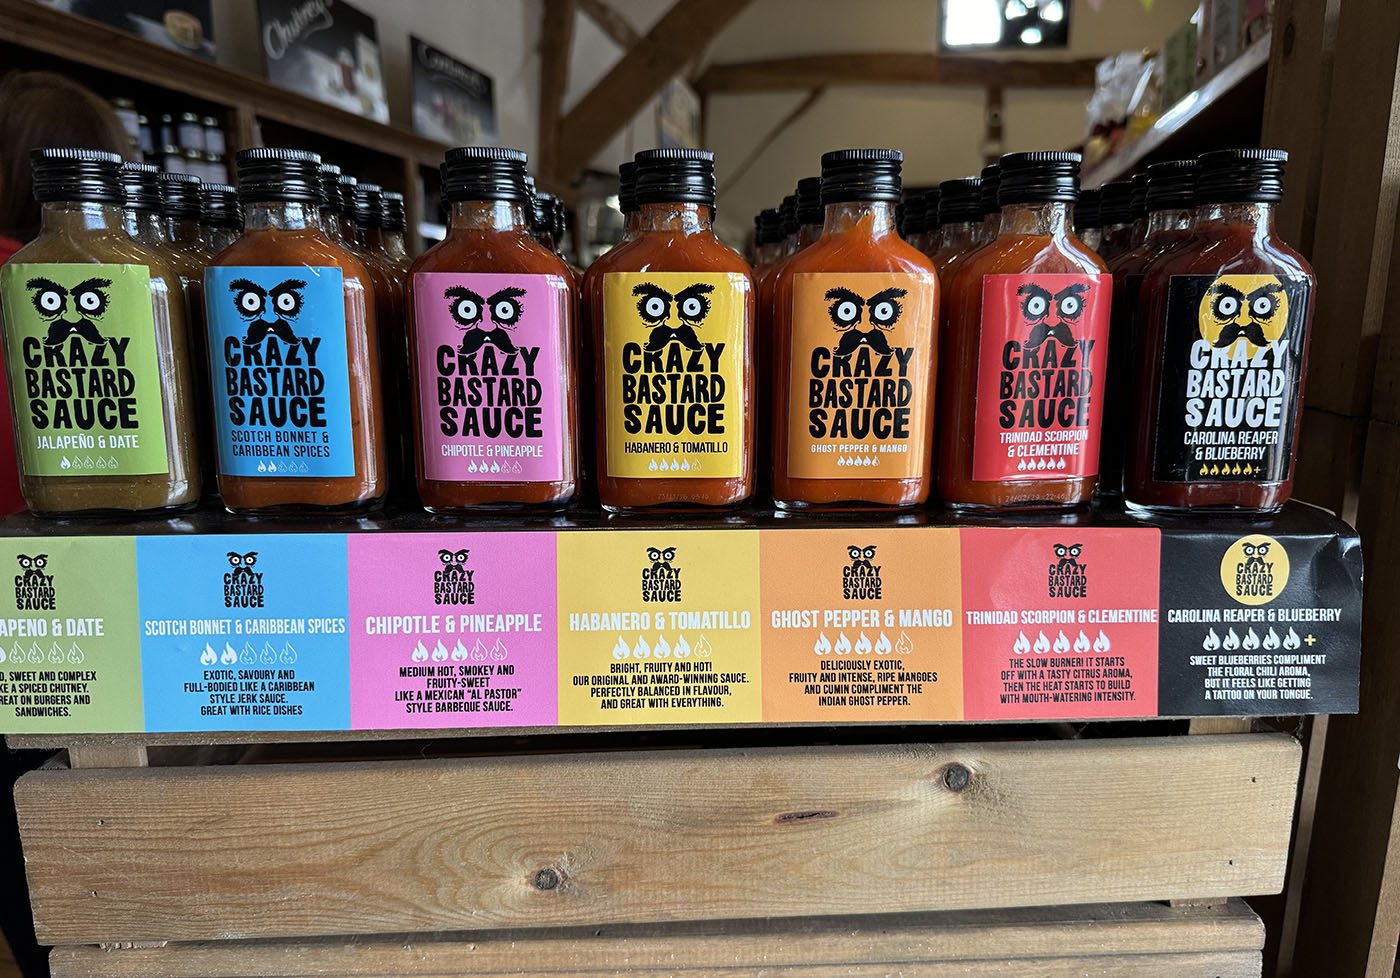 Chutney
CRAZY
BASTARD
SAUCE
JALAPEÑO & DATE
CRAZY
BASTARD
SAUCE
SCOTCH BONNET &
CARIBBEAN SPICES
CRAZY
BASTARD
SAUCE
CHIPOTLE & PINEAPPLE
CRAZY
BASTARD
SAUCE
HABANERO & TOMATILLO
CRAZY
BASTARD
SAUCE
GHOST PEPPER & MANGO
CRAZY
BASTARD
SAUCE
TRINIDAD SCORPION
& CLEMENTINE
CRAZY
BASTARD
SAUCE
CAROLINA REAPER
& BLUEBERRY
+
CRAZY
BASTARD
SAUCE
APENO & DATE
SWEET AND COMPLEX
A SPICED CHUTNEY.
ON BURGERS AND
SANDWICHES.
CRAZY
BASTARD
SAUCE
SCOTCH BONNET & CARIBBEAN SPICES
EXOTIC, SAVOURY AND
FULL-BODIED LIKE A CARIBBEAN
STYLE JERK SAUCE.
GREAT WITH RICE DISHES
CRAZY
BASTARD
SAUCE
CHIPOTLE & PINEAPPLE
MEDIUM HOT, SMOKEY AND
FRUITY-SWEET
LIKE A MEXICAN "AL PASTOR"
STYLE BARBEQUE SAUCE.
CRAZY
BASTARD
SAUCE
HABANERO & TOMATILLO
BRIGHT, FRUITY AND HOT!
OUR ORIGINAL AND AWARD-WINNING SAUCE.
PERFECTLY BALANCED IN FLAVOUR,
AND GREAT WITH EVERYTHING.
CRAZY
BASTARD
SAUCE
GHOST PEPPER & MANGO
DELICIOUSLY EXOTIC,
FRUITY AND INTENSE, RIPE MANGOES
AND CUMIN COMPLIMENT THE
INDIAN GHOST PEPPER.
CRAZY
BASTARD
SAUCE
TRINIDAD SCORPION & CLEMENTINE
THE SLOW BURNER! IT STARTS
OFF WITH A TASTY CITRUS AROMA,
THEN THE HEAT STARTS TO BUILD
WITH MOUTH-WATERING INTENSITY.
CRAZY
BASTARD
SAUCE
CAROLINA REAPER & BLUEBERRY
+
SWEET BLUEBERRIES COMPLIMENT
THE FLORAL CHILI AROMA,
BUT IT FEELS LIKE GETTING
A TATTOO ON YOUR TONGUE.